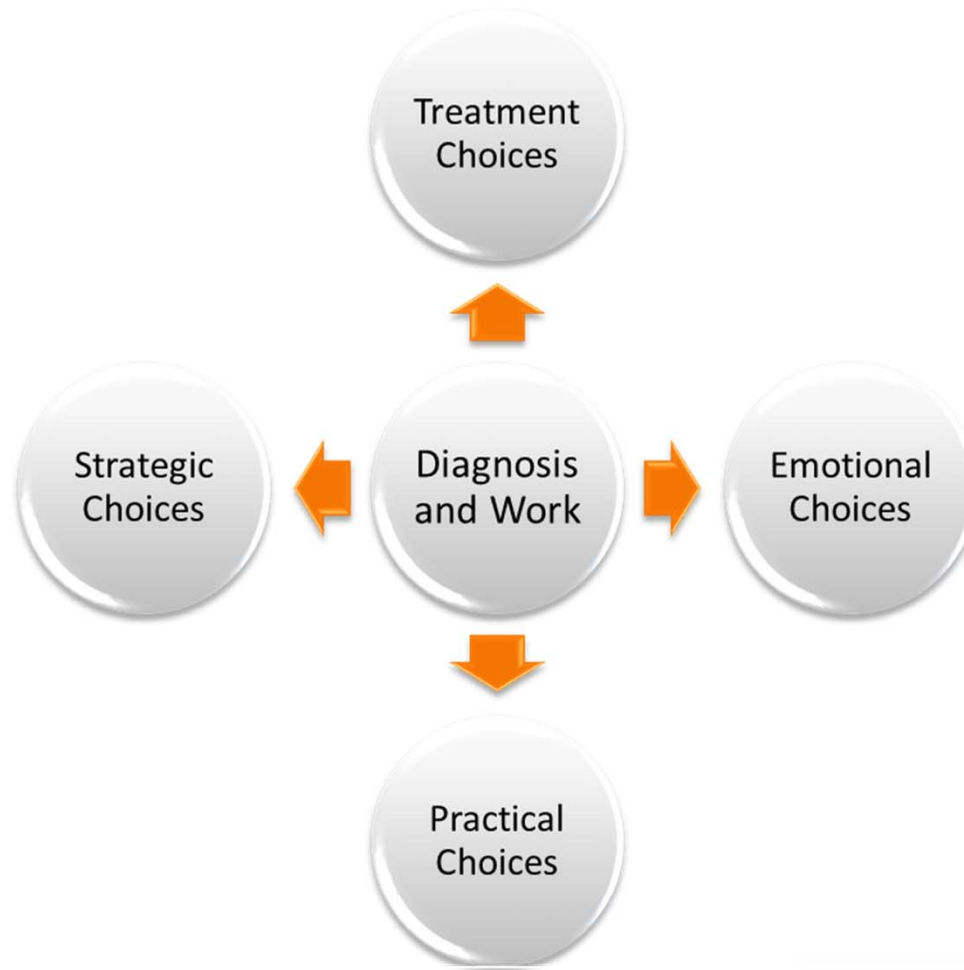 Treatment
Choices
Strategic
Choices
Diagnosis
and Work
Emotional
Choices
Practical
Choices